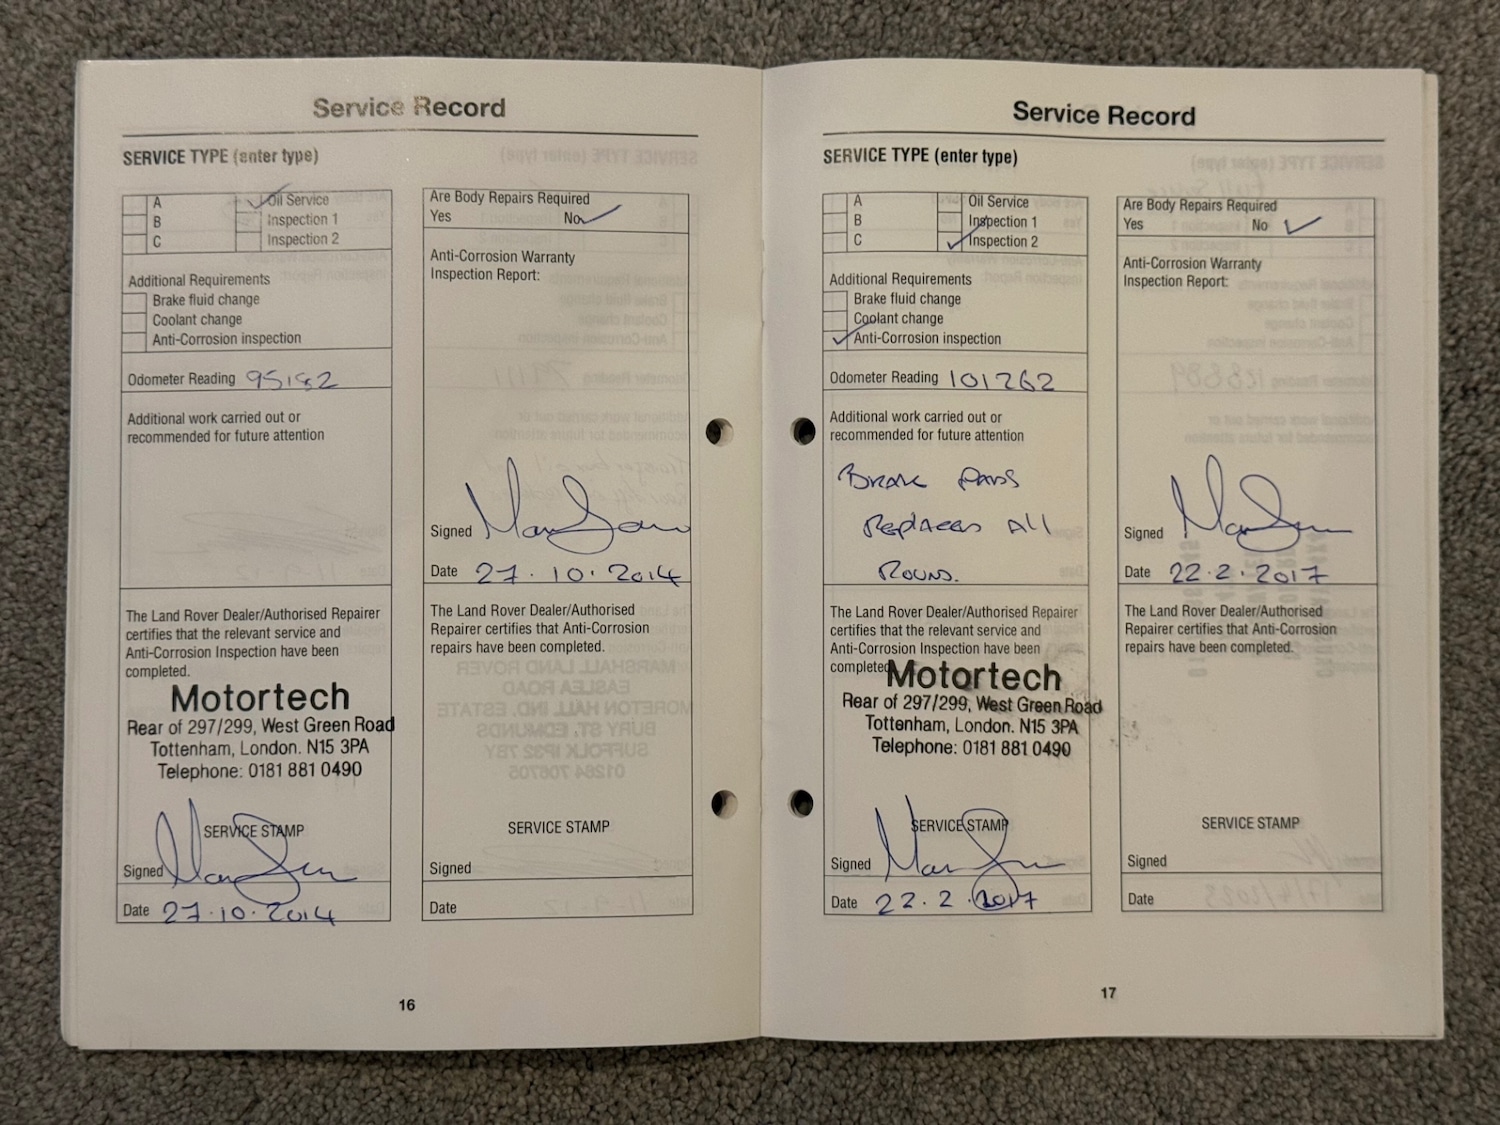 Service Record
SERVICE TYPE (enter type)
A
Oil Service
B
Inspection 1
C
Inspection 2
Additional Requirements
Brake fluid change
Coolant change
Anti-Corrosion inspection
Odometer Reading 95182
Additional work carried out or
recommended for future attention
The Land Rover Dealer/Authorised Repairer
certifies that the relevant service and
Anti-Corrosion Inspection have been
completed.
Motortech
Rear of 297/299, West Green Road
Tottenham, London. N15 3PA
Telephone: 0181 881 0490
SERVICE STAMP
Signed
Date 27.10.2014
Are Body Repairs Required
Yes No
Anti-Corrosion Warranty
Inspection Report:
Signed
Date 27.10.2014
The Land Rover Dealer/Authorised
Repairer certifies that Anti-Corrosion
repairs have been completed.
SERVICE STAMP
Signed
Date
16
Service Record
SERVICE TYPE (enter type)
A
Oil Service
B
Inspection 1
C
Inspection 2
Additional Requirements
Brake fluid change
Coolant change
Anti-Corrosion inspection
Odometer Reading 101262
Additional work carried out or
recommended for future attention
Brake Pads
Replaced All
Round.
The Land Rover Dealer/Authorised Repairer
certifies that the relevant service and
Anti-Corrosion Inspection have been
completed
Motortech
Rear of 297/299, West Green Road
Tottenham, London. N15 3PA
Telephone: 0181 881 0490
SERVICE STAMP
Signed
Date 22.2.2017
Are Body Repairs Required
Yes No
Anti-Corrosion Warranty
Inspection Report:
Signed
Date 22.2.2017
The Land Rover Dealer/Authorised
Repairer certifies that Anti-Corrosion
repairs have been completed.
SERVICE STAMP
Signed
Date
17